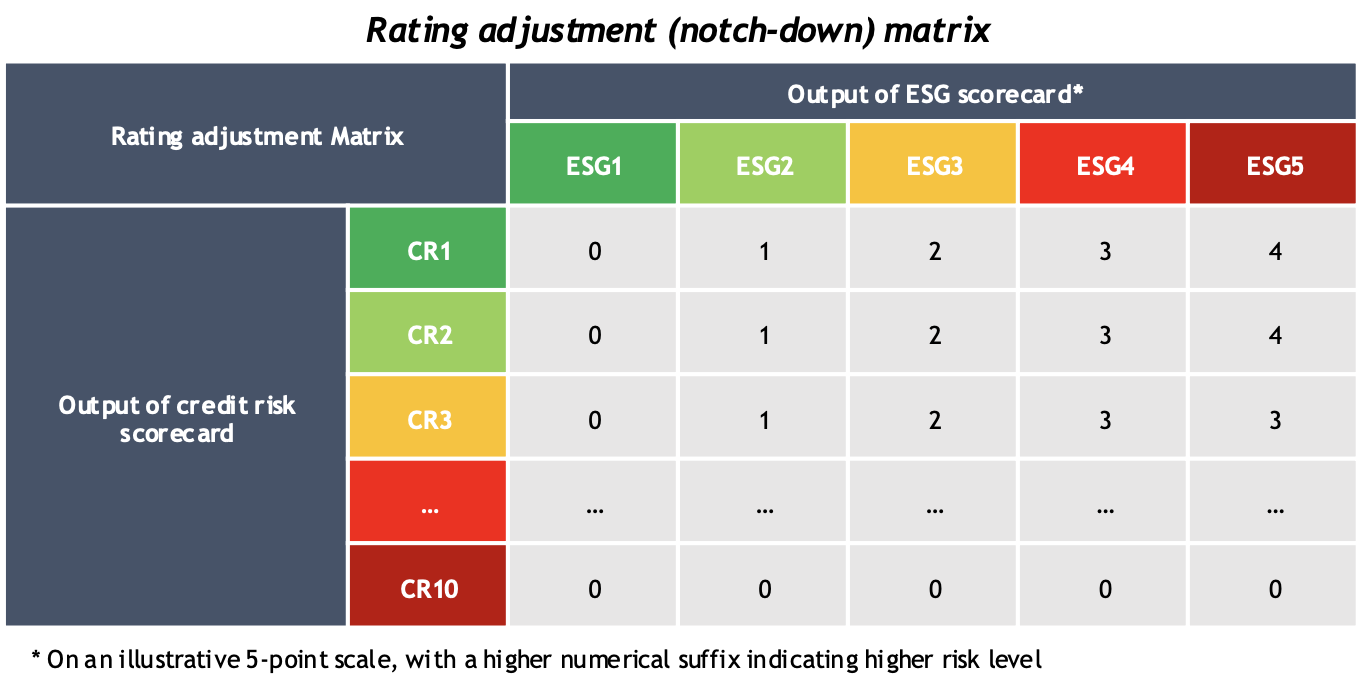 Rating adjustment (notch-down) matrix
Rating adjustment Matrix
Output of ESG scorecard*
ESG1 ESG2 ESG3 ESG4 ESG5
Output of credit risk
scorecard
CR1 0 1 2 3 4
CR2 0 1 2 3 4
CR3 0 1 2 3 3
... ... ... ... ... ...
CR10 0 0 0 0 0
* On an illustrative 5-point scale, with a higher numerical suffix indicating higher risk level